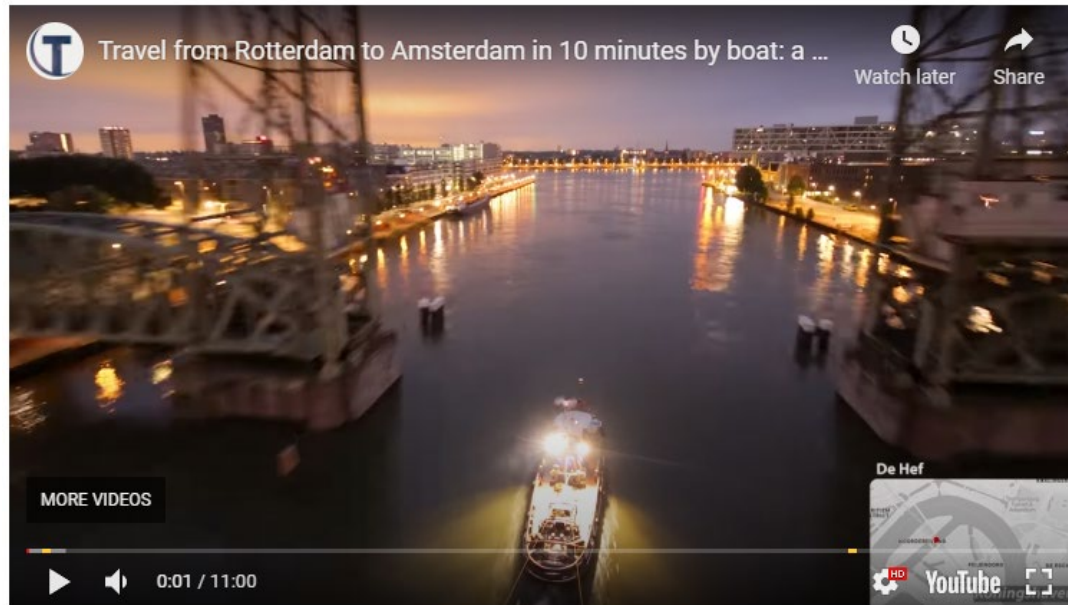 T
Travel from Rotterdam to Amsterdam in 10 minutes by boat: a ...
Watch later
Share
De Hef
MORE VIDEOS
0:01 / 11:00
HD
YouTube
Koningshaven